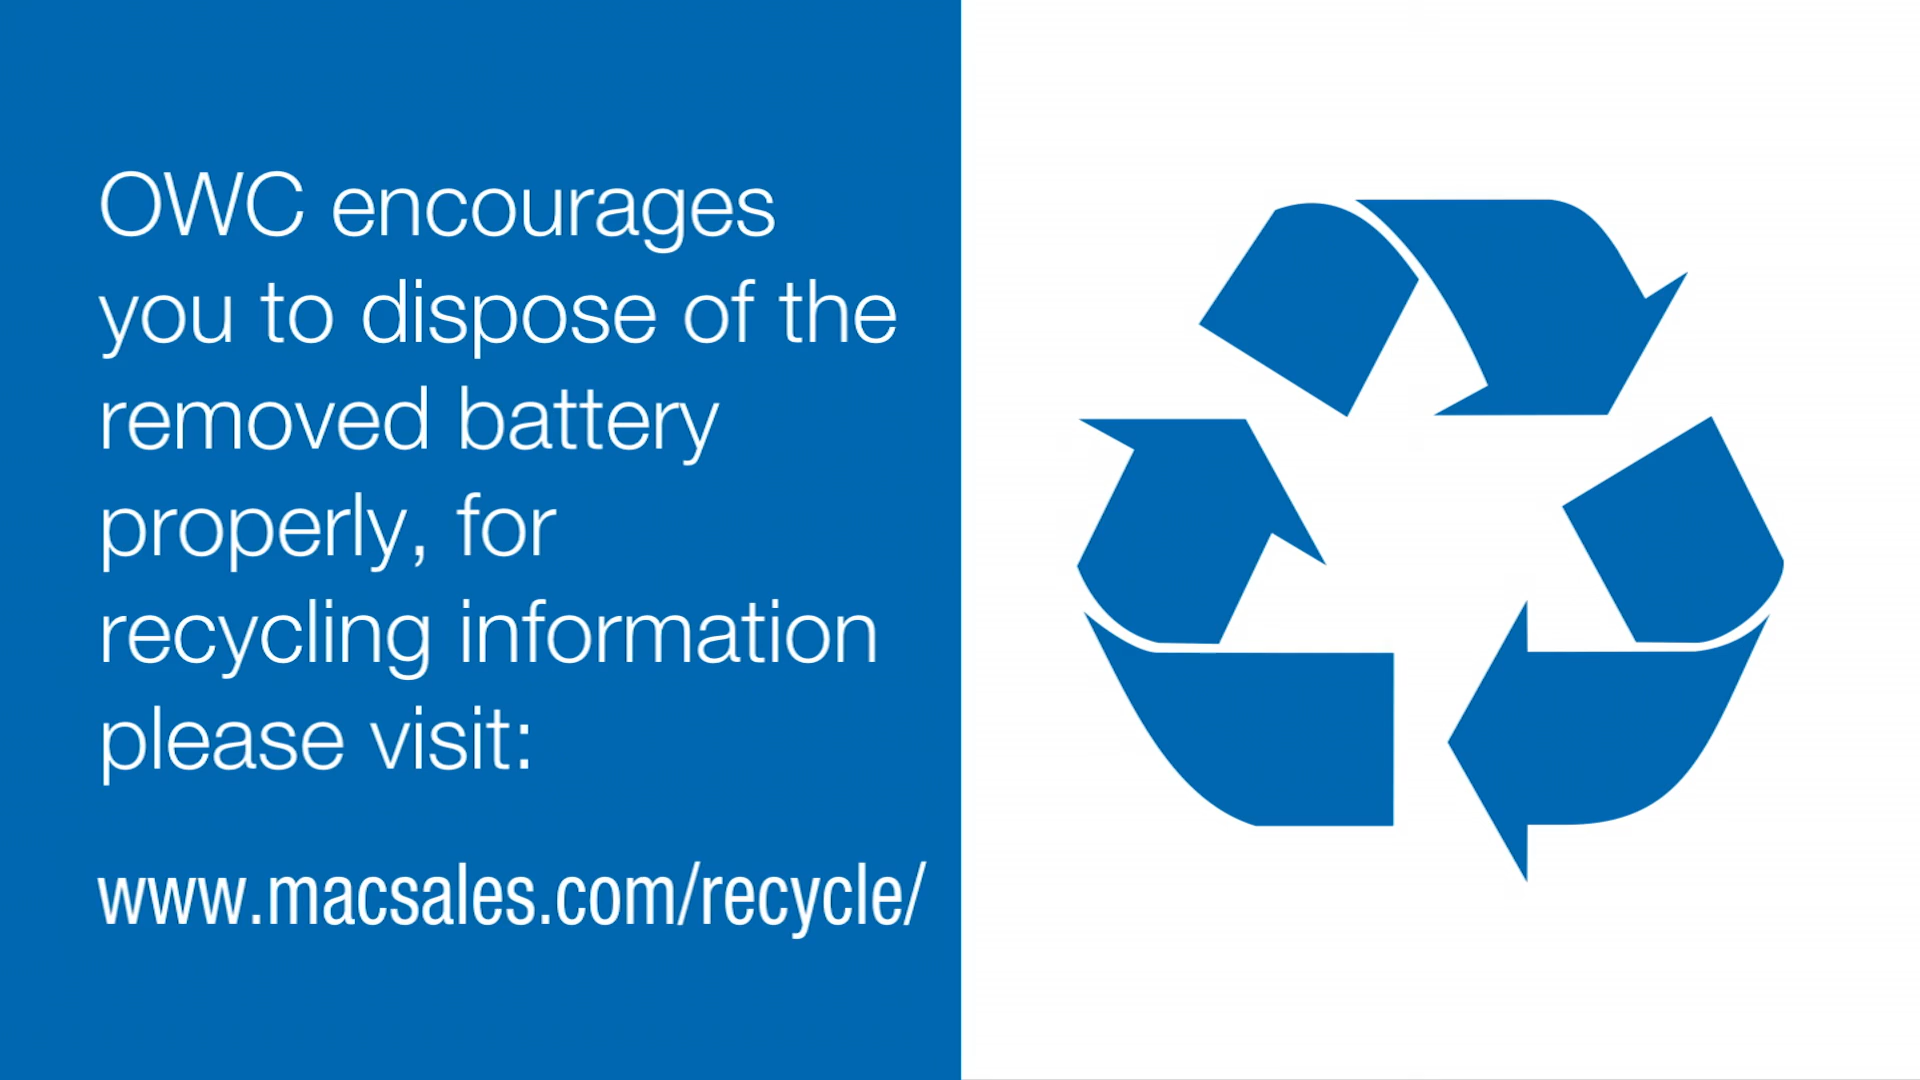 OWC encourages
you to dispose of the
removed battery
properly, for
recycling information
please visit:
www.macsales.com/recycle/